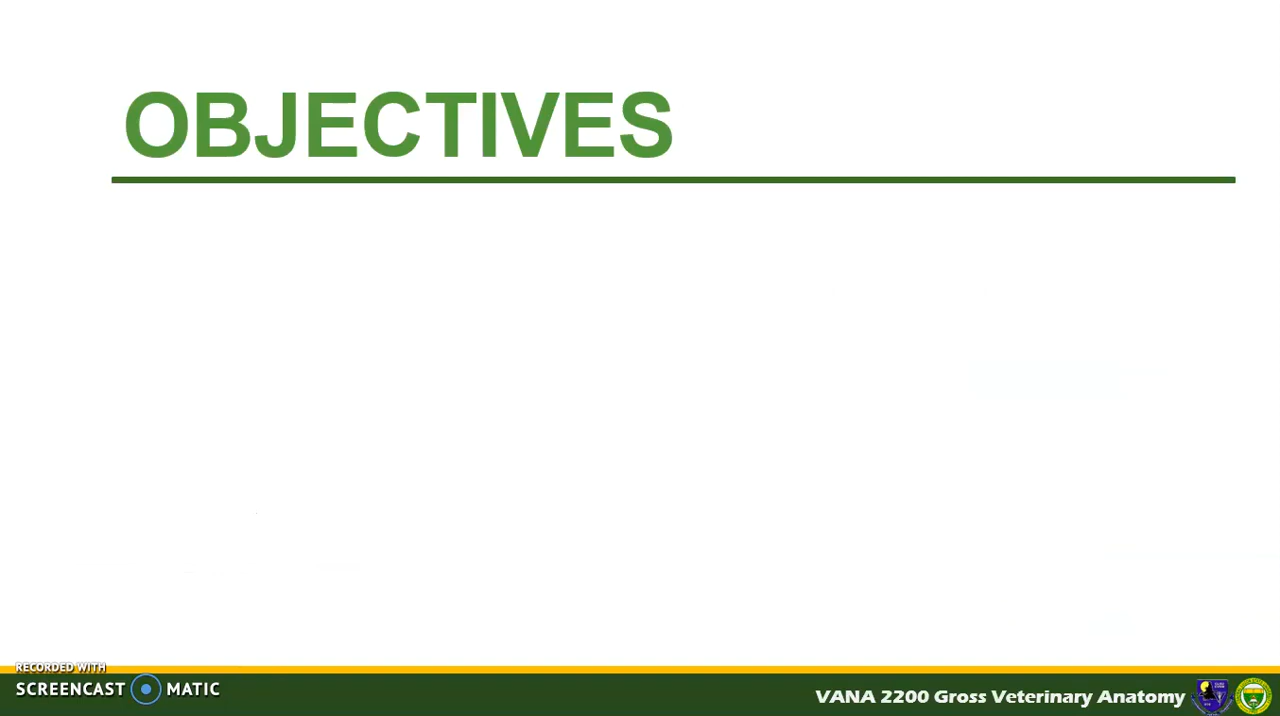 OBJECTIVES
RECORDED WITH
SCREENCAST MATIC
VANA 2200 Gross Veterinary Anatomy